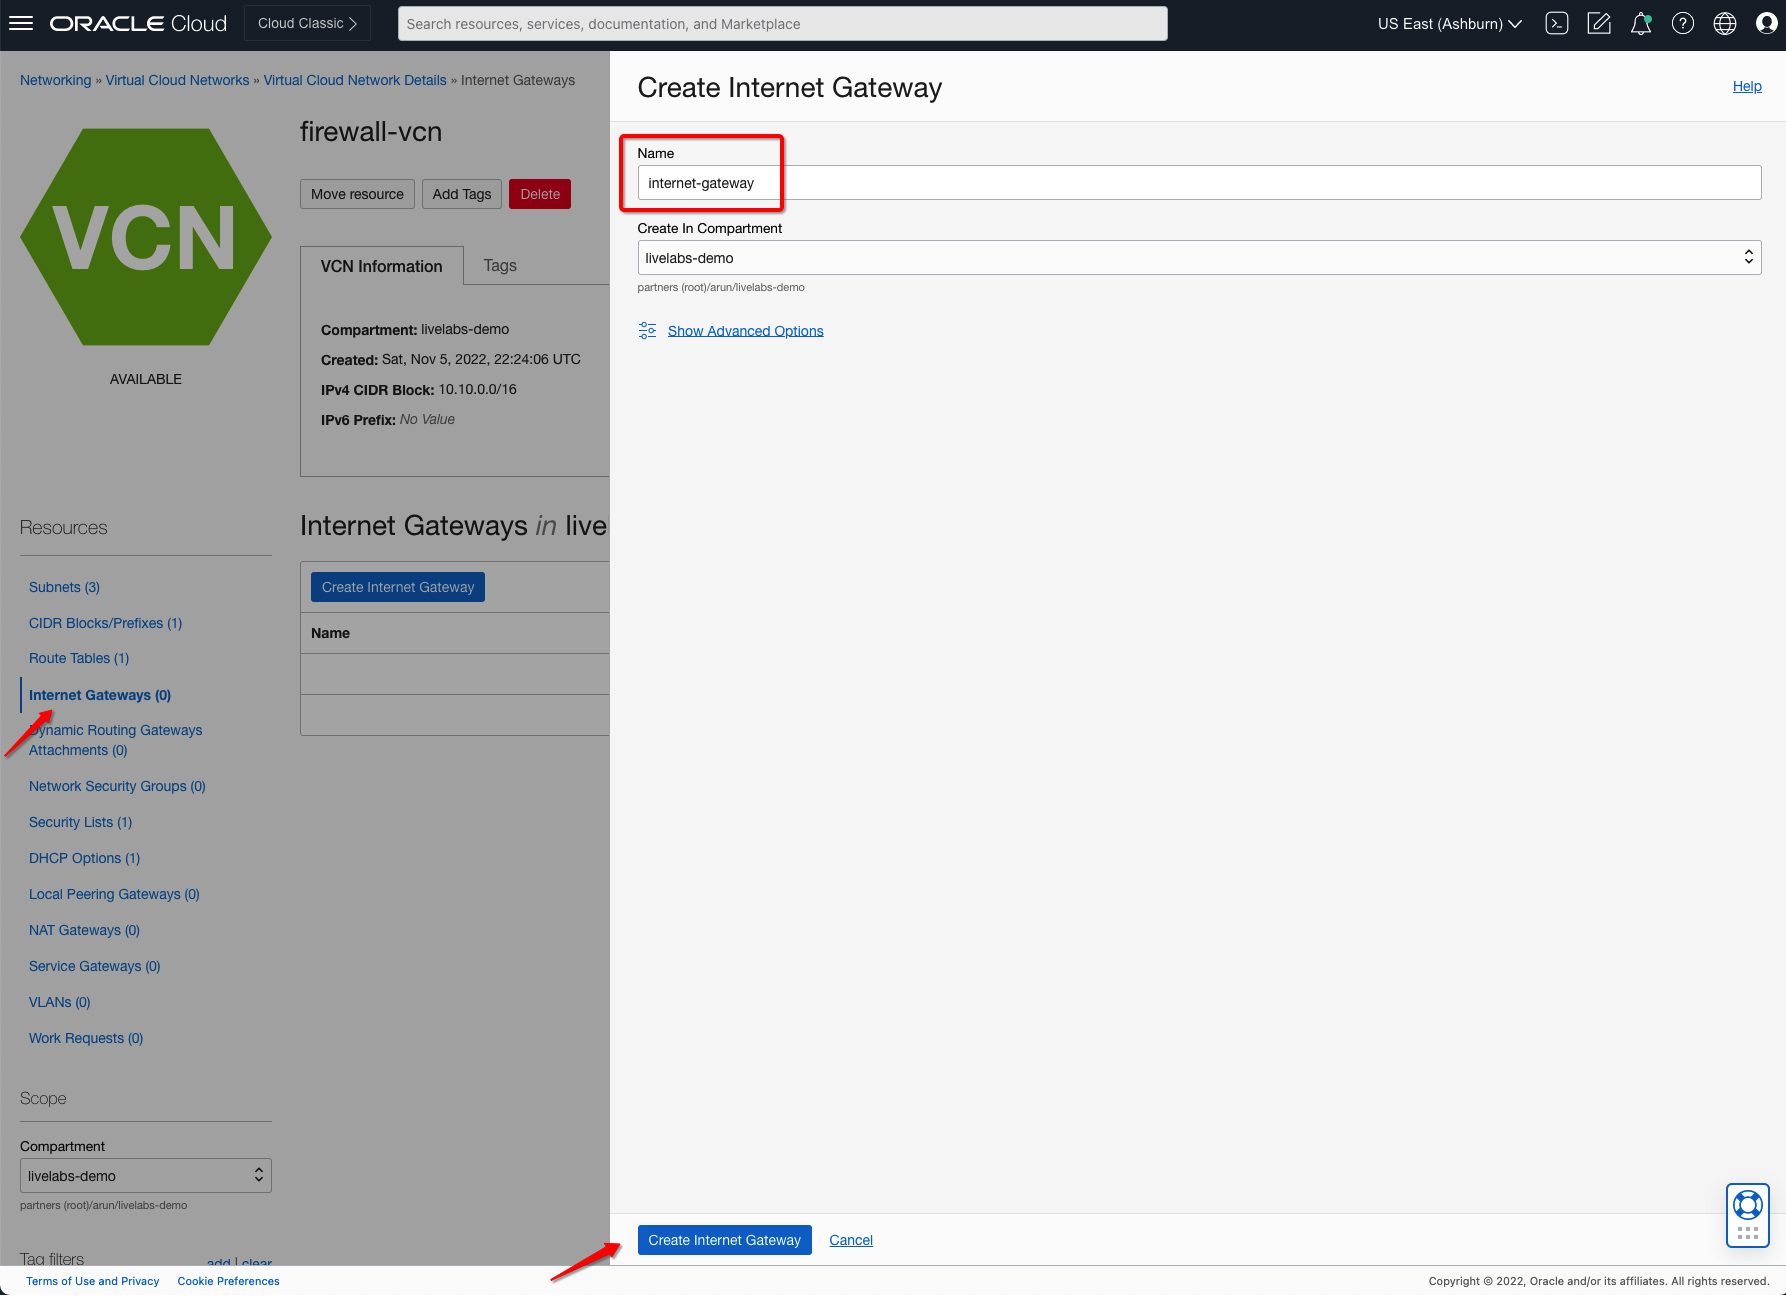 ORACLE Cloud
Cloud Classic
Search resources, services, documentation, and Marketplace
US East (Ashburn)
Networking » Virtual Cloud Networks » Virtual Cloud Network Details » Internet Gateways
VCN
AVAILABLE
firewall-vcn
Move resource
Add Tags
Delete
VCN Information
Tags
Compartment: livelabs-demo
Created: Sat, Nov 5, 2022, 22:24:06 UTC
IPv4 CIDR Block: 10.10.0.0/16
IPv6 Prefix: No Value
Resources
Subnets (3)
CIDR Blocks/Prefixes (1)
Route Tables (1)
Internet Gateways (0)
Dynamic Routing Gateways
Attachments (0)
Network Security Groups (0)
Security Lists (1)
DHCP Options (1)
Local Peering Gateways (0)
NAT Gateways (0)
Service Gateways (0)
VLANs (0)
Work Requests (0)
Scope
Compartment
livelabs-demo
partners (root)/arun/livelabs-demo
Tag filters
add | clear
Internet Gateways in live
Create Internet Gateway
Name
Create Internet Gateway
Help
Name
internet-gateway
Create In Compartment
livelabs-demo
partners (root)/arun/livelabs-demo
Show Advanced Options
Create Internet Gateway
Cancel
Terms of Use and Privacy
Cookie Preferences
Copyright © 2022, Oracle and/or its affiliates. All rights reserved.